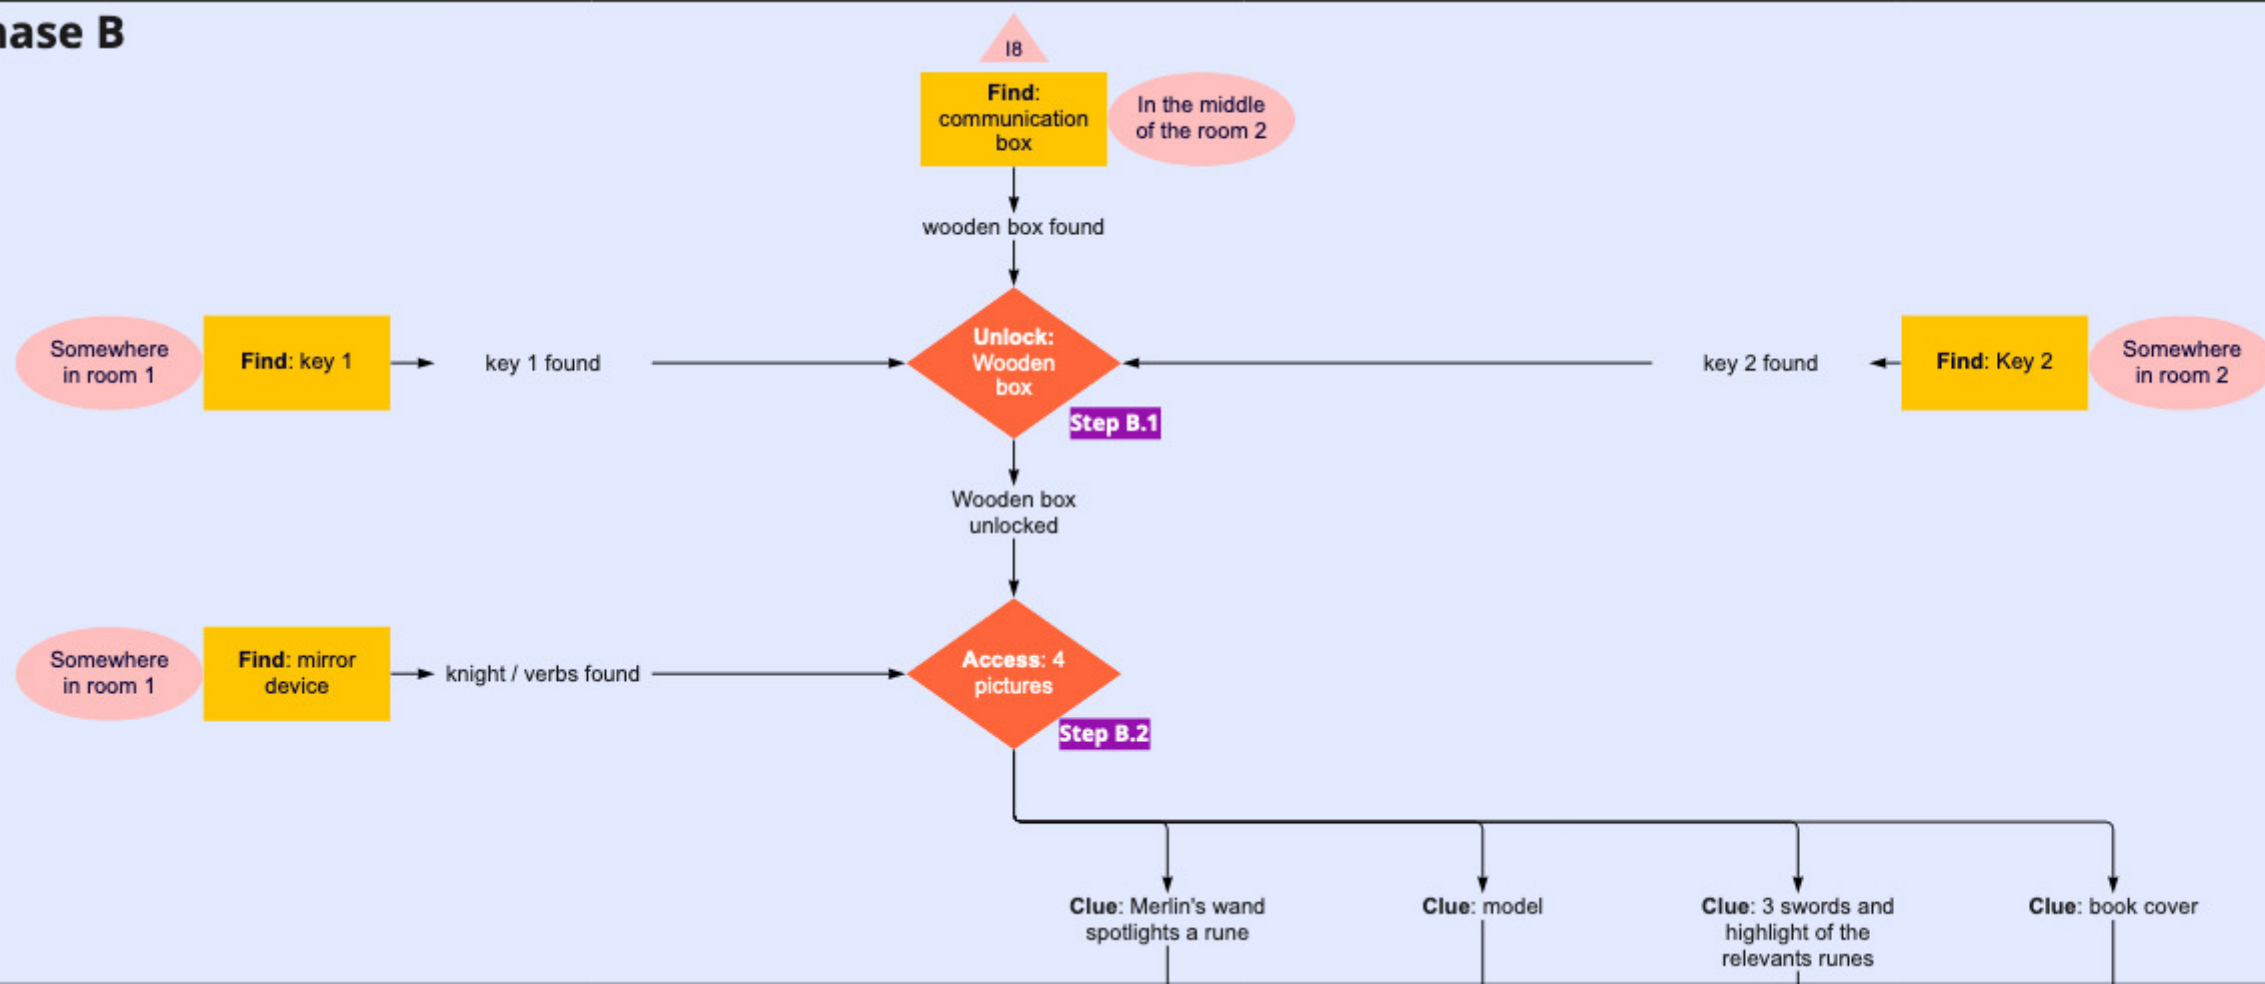 hase B
I8
Find:
communication
box
In the middle
of the room 2
wooden box found
Somewhere
in room 1
Find: key 1
key 1 found
Unlock:
Wooden
box
key 2 found
Find: Key 2
Somewhere
in room 2
Step B.1
Wooden box
unlocked
Somewhere
in room 1
Find: mirror
device
knight / verbs found
Access: 4
pictures
Step B.2
Clue: Merlin's wand
spotlights a rune
Clue: model
Clue: 3 swords and
highlight of the
relevants runes
Clue: book cover